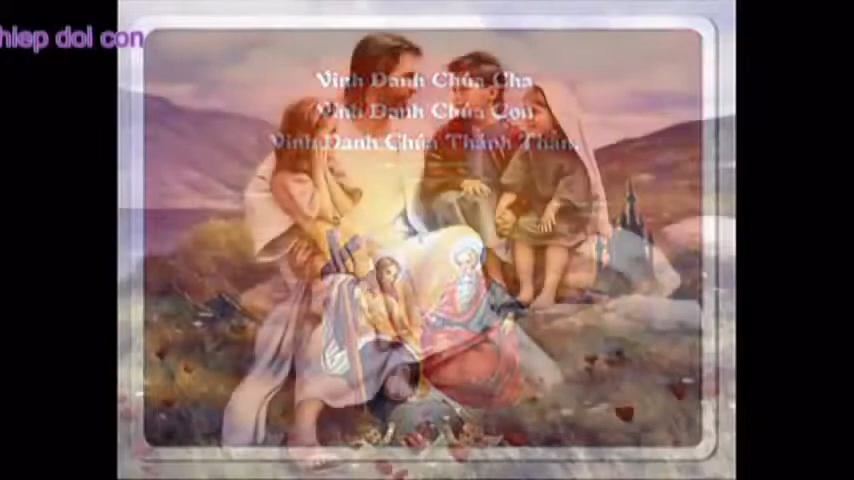 hiep doi con
Vinh Danh Chúa Cha
Vinh Danh Chúa Con
Vinh Danh Chúa Thánh Thần.